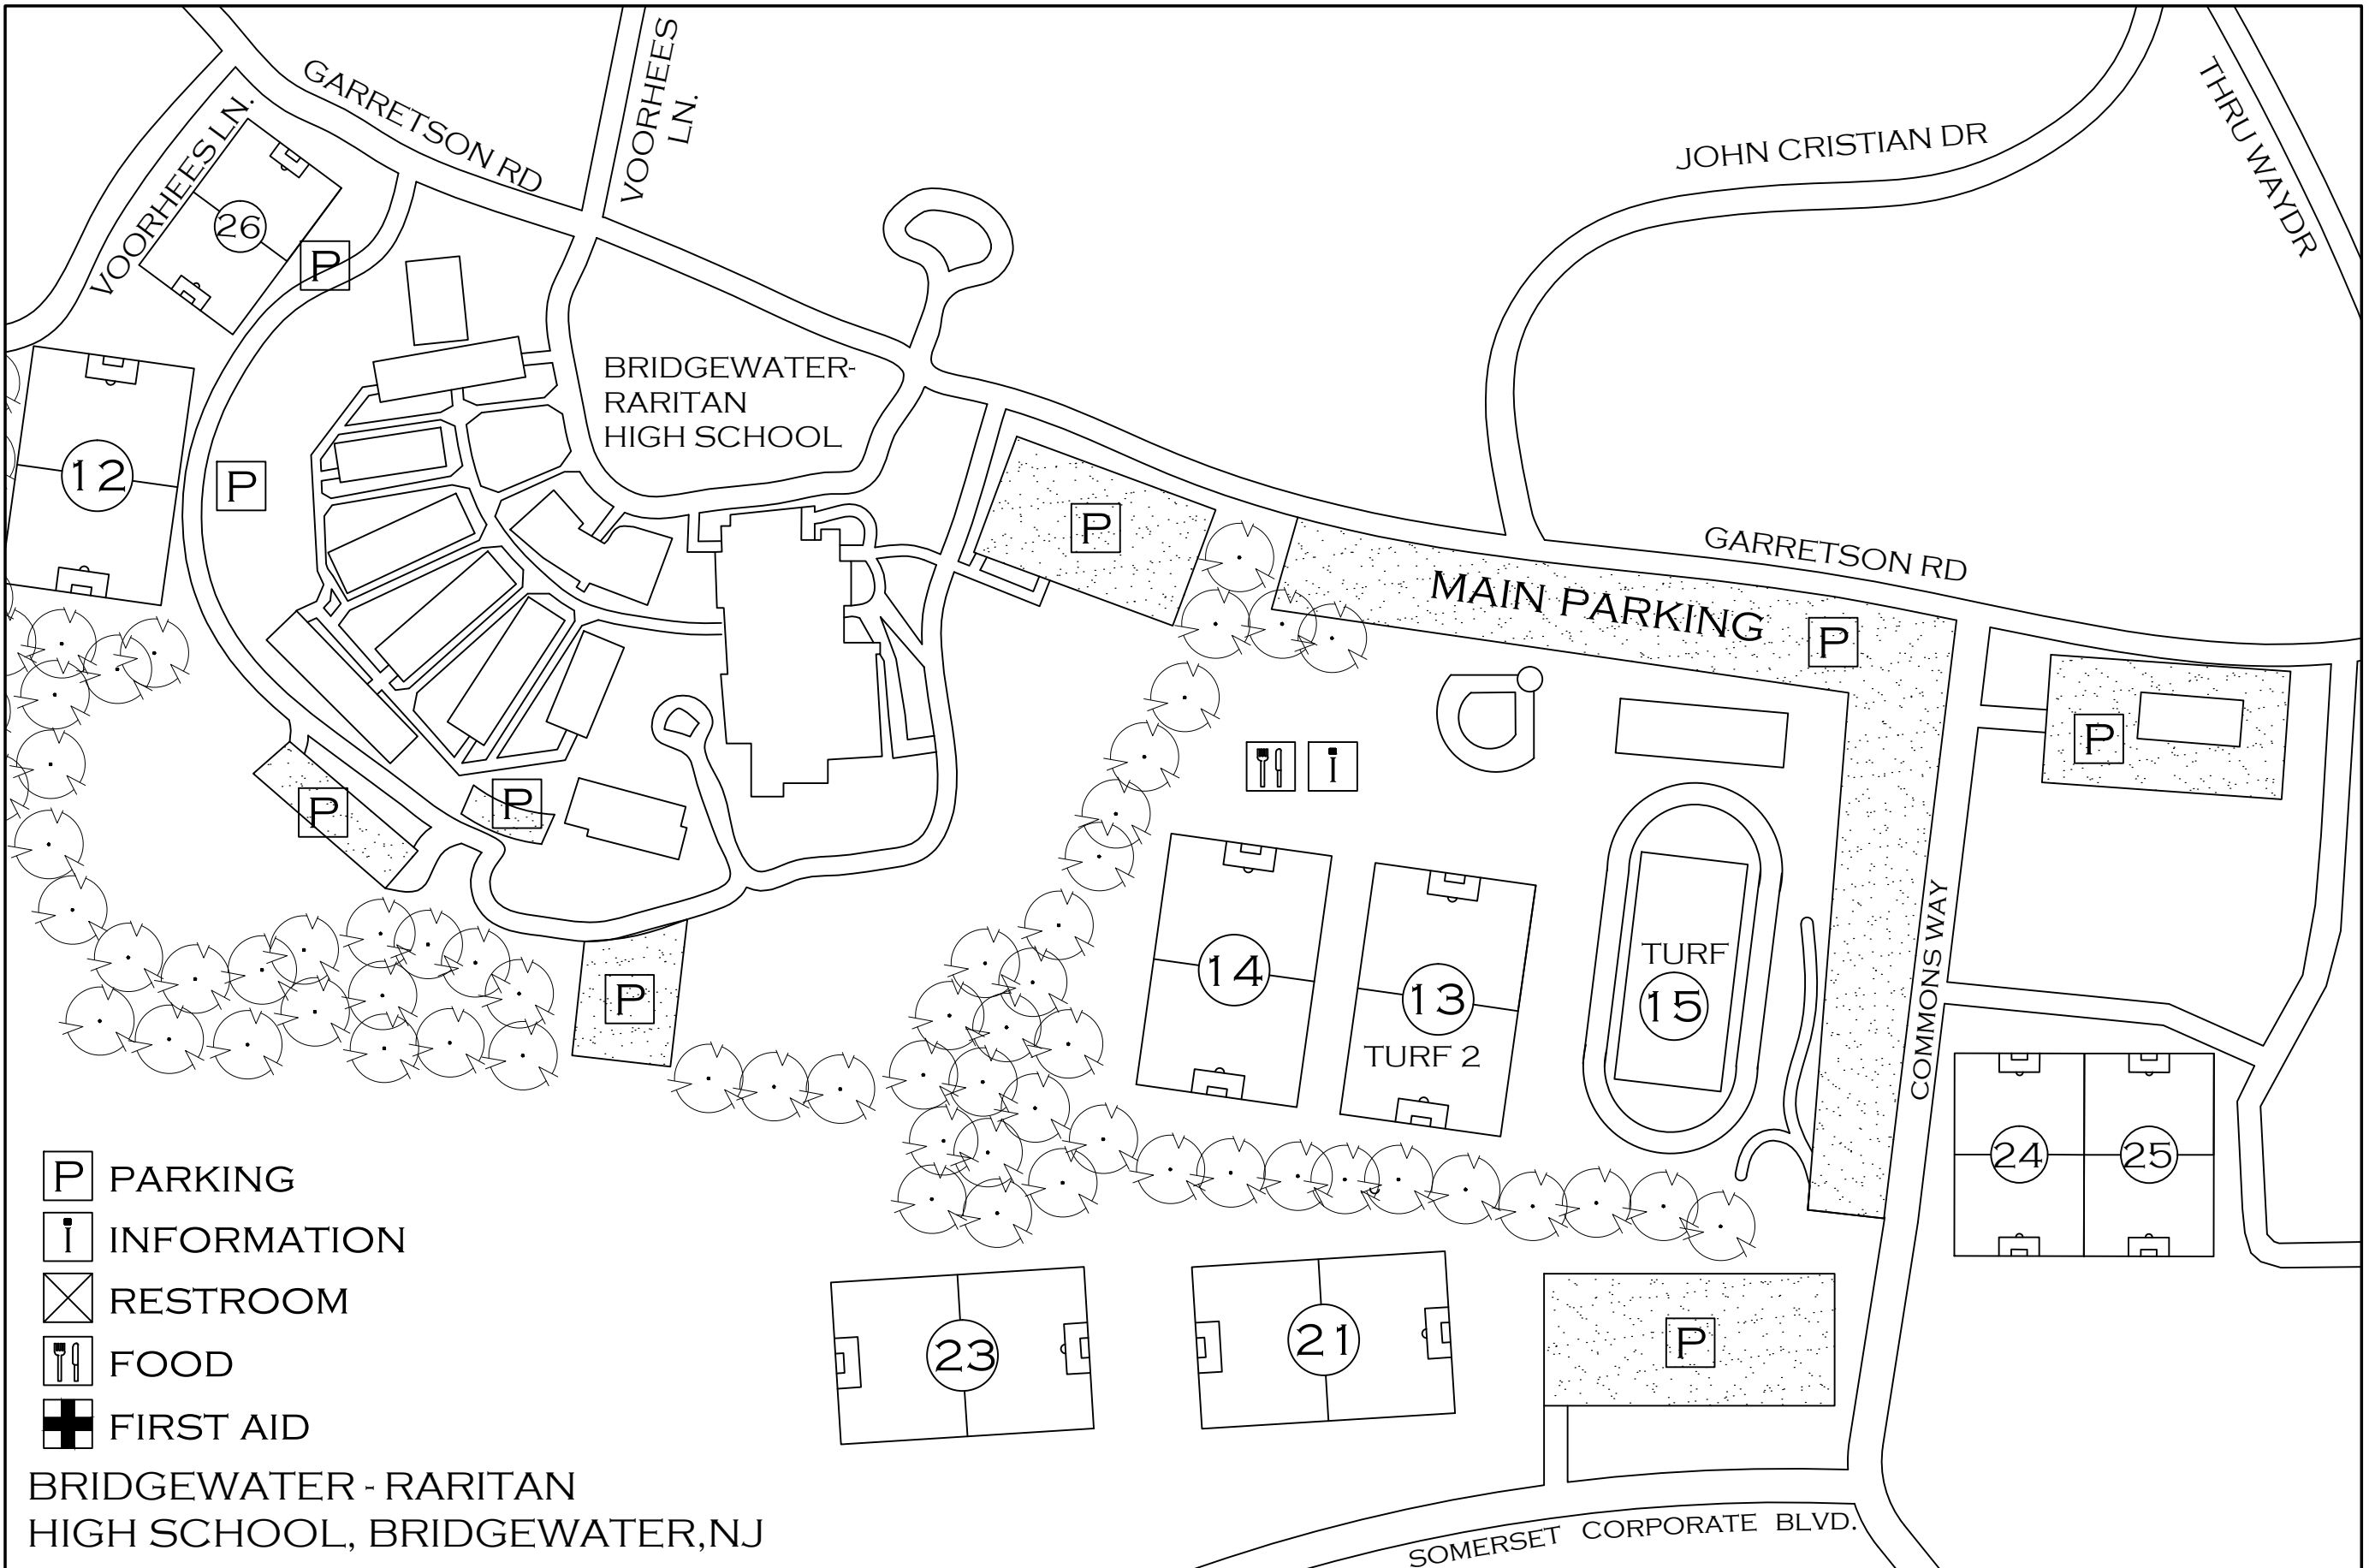 GARRETSON RD
VOORHEES
LN.
VOORHEES LN.
JOHN CRISTIAN DR
THRU WAYDR
26
P
BRIDGEWATER-
RARITAN
HIGH SCHOOL
12
P
P
GARRETSON RD
MAIN PARKING
P
P
i
P
P
14
13
TURF 2
TURF
15
P
COMMONS WAY
24
25
P PARKING
i INFORMATION
RESTROOM
FOOD
FIRST AID
23
21
P
BRIDGEWATER - RARITAN
HIGH SCHOOL, BRIDGEWATER,NJ
SOMERSET CORPORATE BLVD.